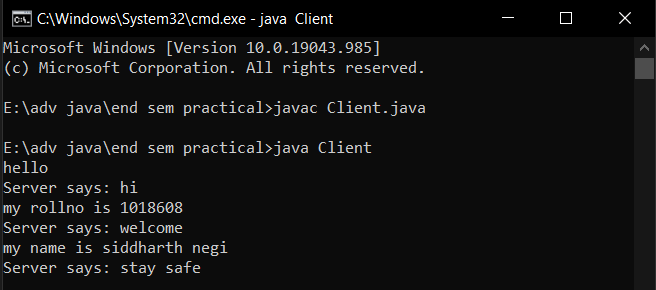 C:\Windows\System32\cmd.exe - java  Client
Microsoft Windows [Version 10.0.19043.985]
(c) Microsoft Corporation. All rights reserved.
E:\adv java\end sem practical>javac Client.java
E:\adv java\end sem practical>java Client
hello
Server says: hi
my rollno is 1018608
Server says: welcome
my name is siddharth negi
Server says: stay safe